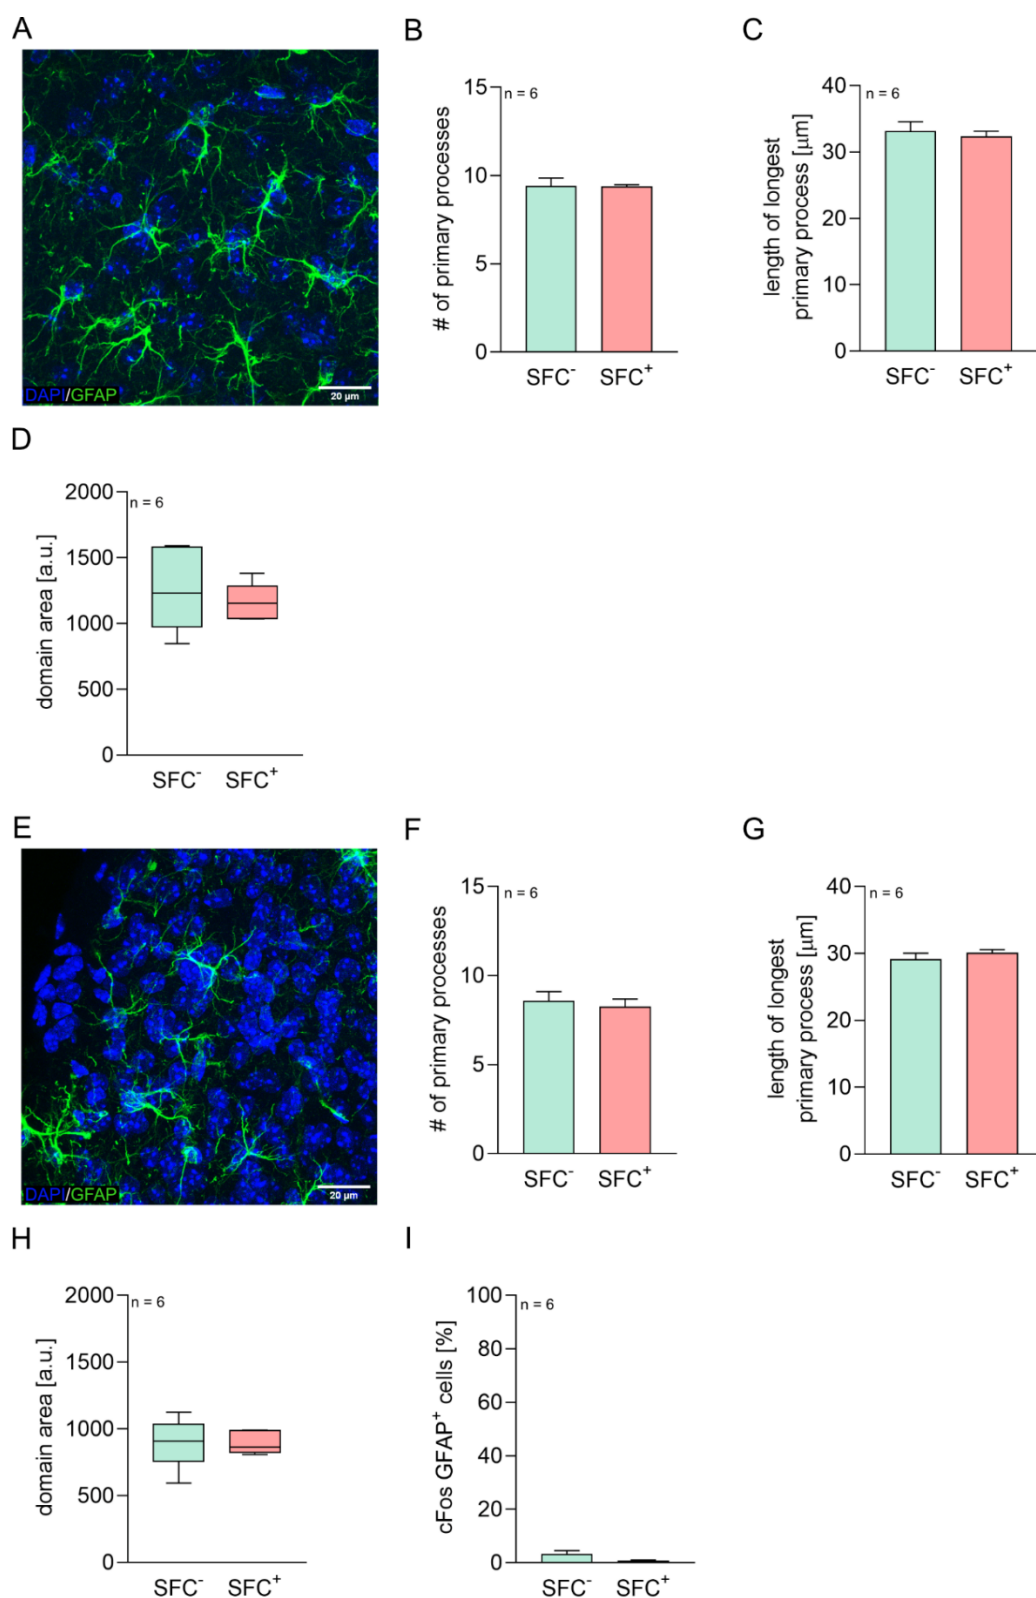 A
DAPI/GFAP
20 µm
B
n = 6
# of primary processes
15
10
5
0
SFC⁻
SFC⁺
C
n = 6
length of longest
primary process [µm]
40
30
20
10
0
SFC⁻
SFC⁺
D
n = 6
domain area [a.u.]
2000
1500
1000
500
0
SFC⁻
SFC⁺
E
DAPI/GFAP
20 µm
F
n = 6
# of primary processes
15
10
5
0
SFC⁻
SFC⁺
G
n = 6
length of longest
primary process [µm]
40
30
20
10
0
SFC⁻
SFC⁺
H
n = 6
domain area [a.u.]
2000
1500
1000
500
0
SFC⁻
SFC⁺
I
n = 6
cFos GFAP⁺ cells [%]
100
80
60
40
20
0
SFC⁻
SFC⁺